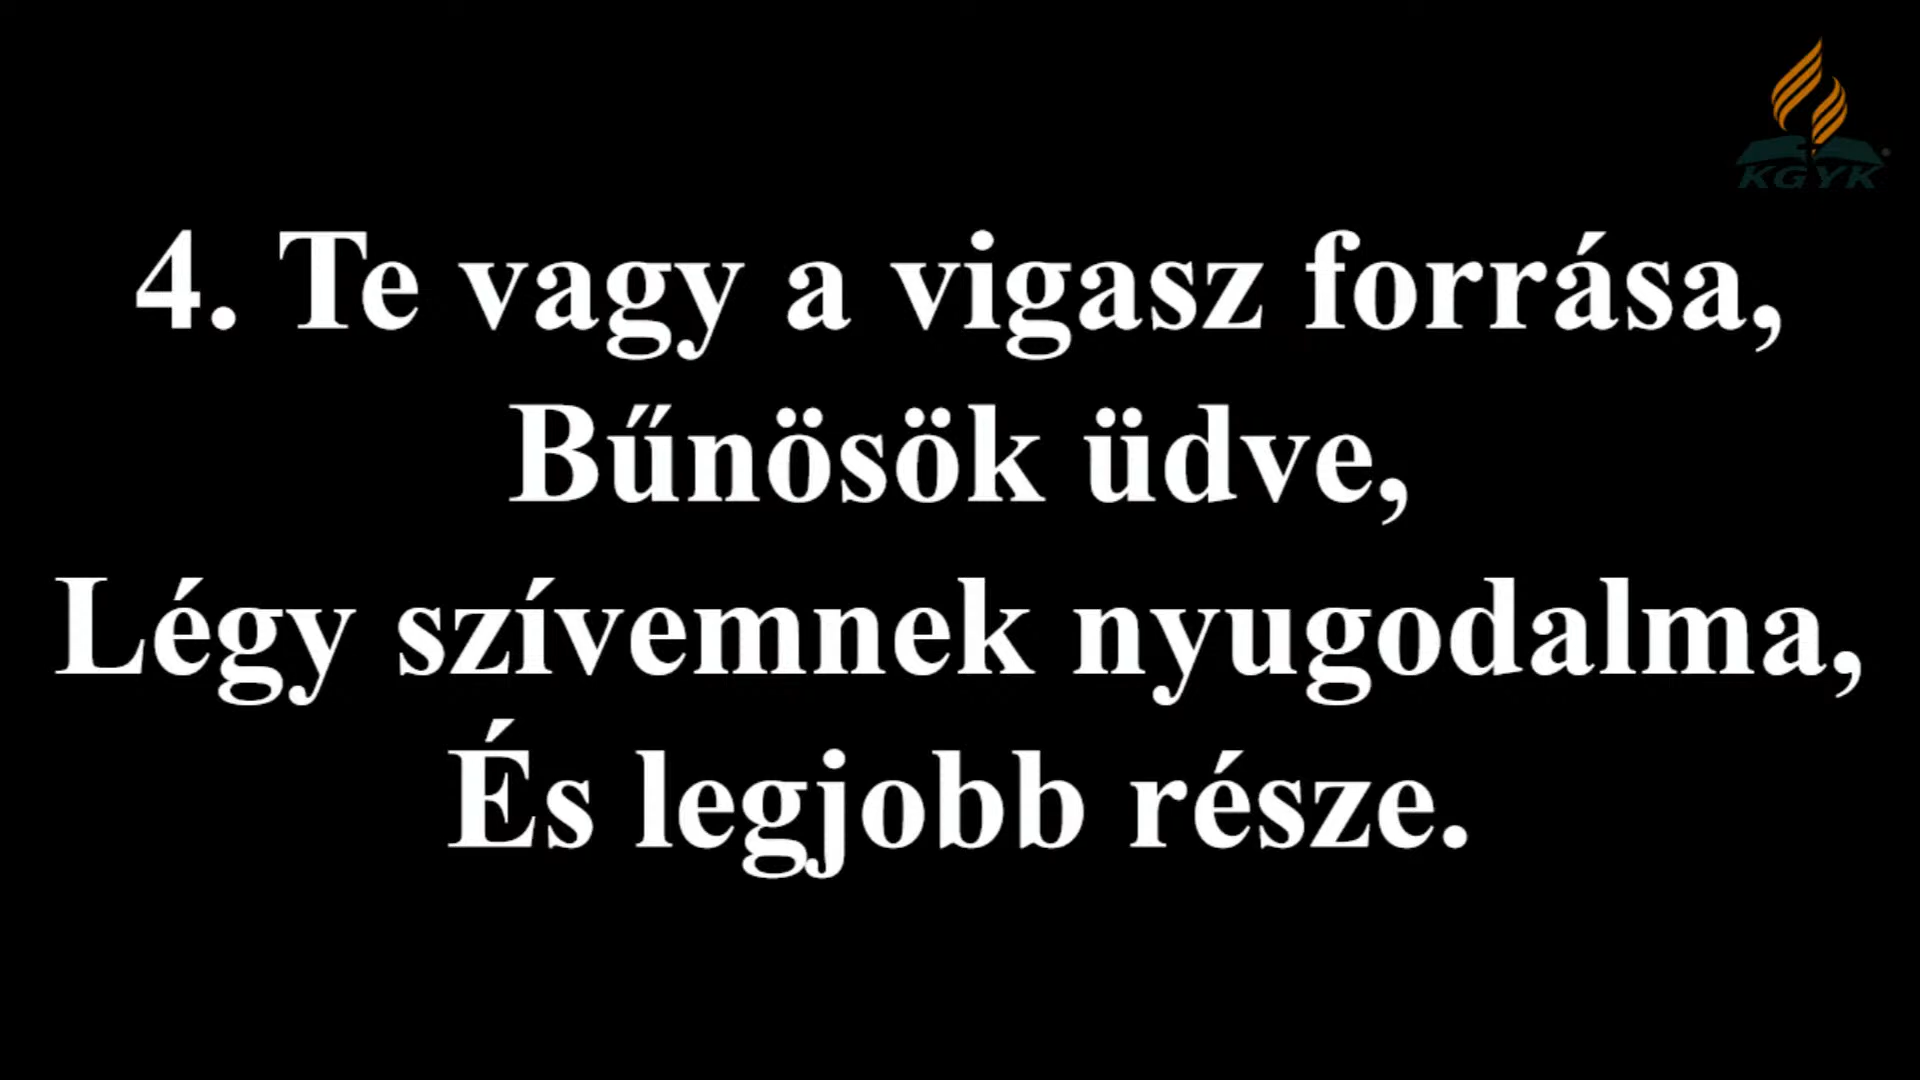 KGYK
4. Te vagy a vigasz forrása,
Bűnösök üdve,
Légy szívemnek nyugodalma,
És legjobb része.